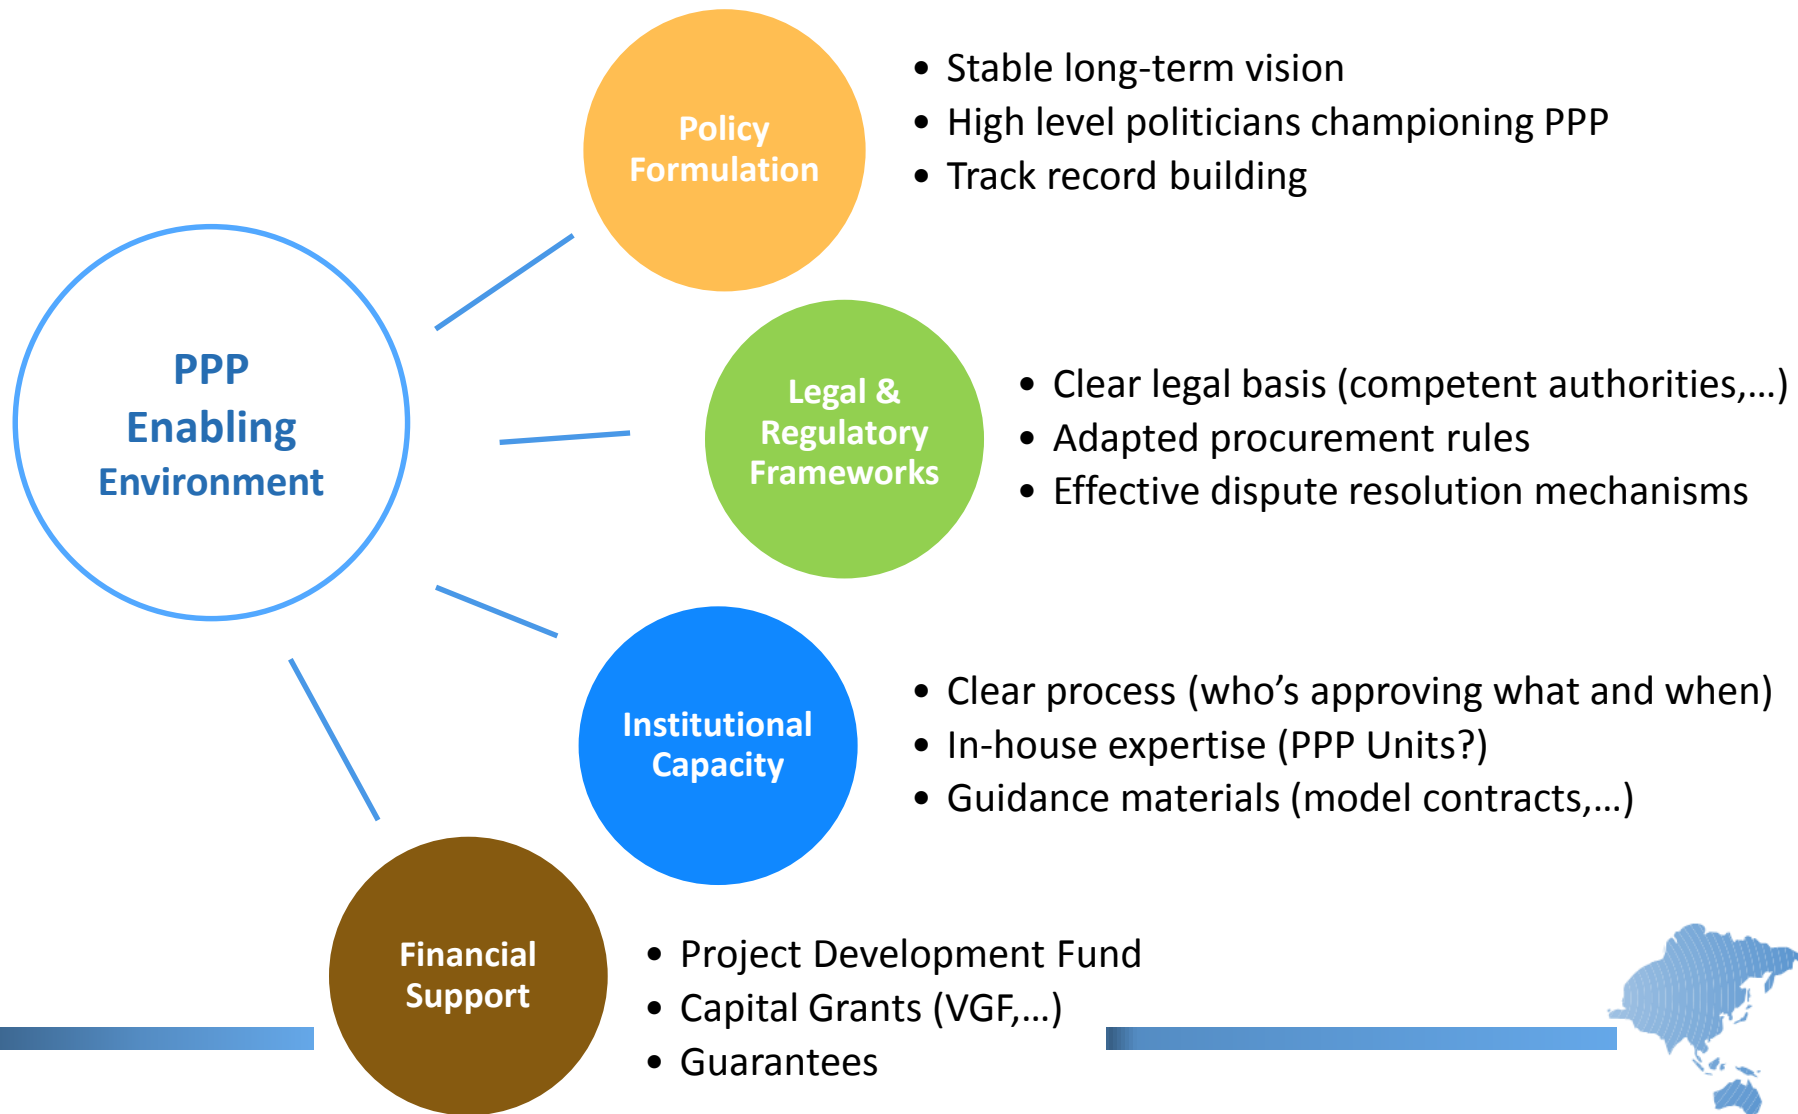 PPP
Enabling
Environment
Policy
Formulation
• Stable long-term vision
• High level politicians championing PPP
• Track record building
Legal &
Regulatory
Frameworks
• Clear legal basis (competent authorities,...)
• Adapted procurement rules
• Effective dispute resolution mechanisms
Institutional
Capacity
• Clear process (who’s approving what and when)
• In-house expertise (PPP Units?)
• Guidance materials (model contracts,...)
Financial
Support
• Project Development Fund
• Capital Grants (VGF,...)
• Guarantees